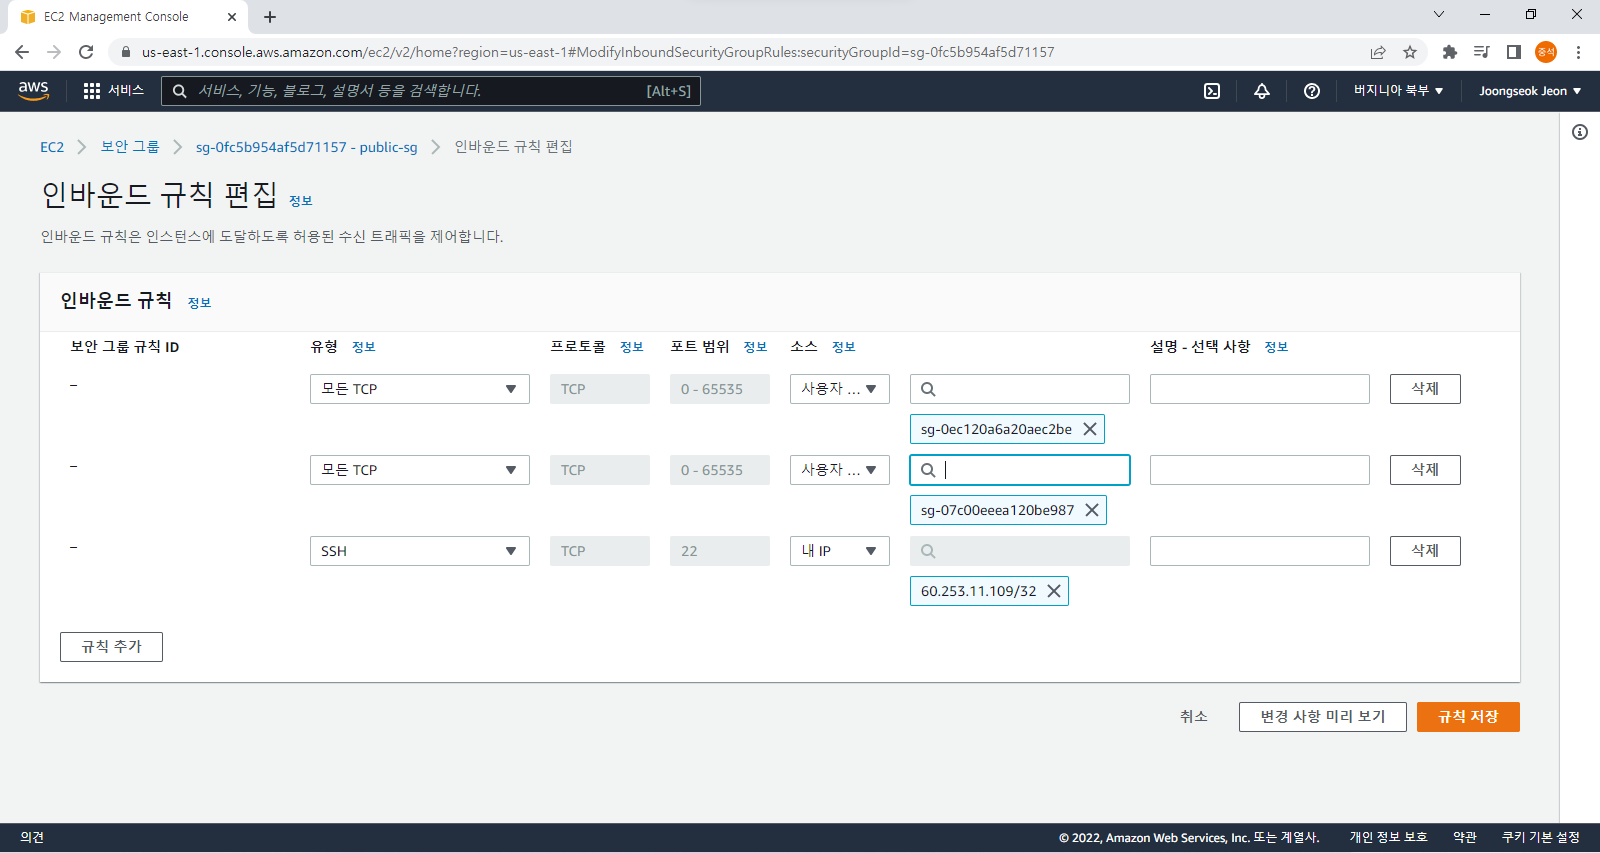 EC2 Management Console
us-east-1.console.aws.amazon.com/ec2/v2/home?region=us-east-1#ModifyInboundSecurityGroupRules:securityGroupId=sg-0fc5b954af5d71157
중석
aws 서비스 서비스, 기능, 블로그, 설명서 등을 검색합니다. [Alt+S] 버지니아 북부 Joongseok Jeon
EC2 보안 그룹 sg-0fc5b954af5d71157 - public-sg 인바운드 규칙 편집
인바운드 규칙 편집 정보
인바운드 규칙은 인스턴스에 도달하도록 허용된 수신 트래픽을 제어합니다.
인바운드 규칙 정보
보안 그룹 규칙 ID 유형 정보 프로토콜 정보 포트 범위 정보 소스 정보 설명 - 선택 사항 정보
– 모든 TCP TCP 0 - 65535 사용자 ... 삭제
sg-0ec120a6a20aec2be
– 모든 TCP TCP 0 - 65535 사용자 ... 삭제
sg-07c00eeea120be987
– SSH TCP 22 내 IP 삭제
60.253.11.109/32
규칙 추가
취소 변경 사항 미리 보기 규칙 저장
의견 © 2022, Amazon Web Services, Inc. 또는 계열사. 개인 정보 보호 약관 쿠키 기본 설정